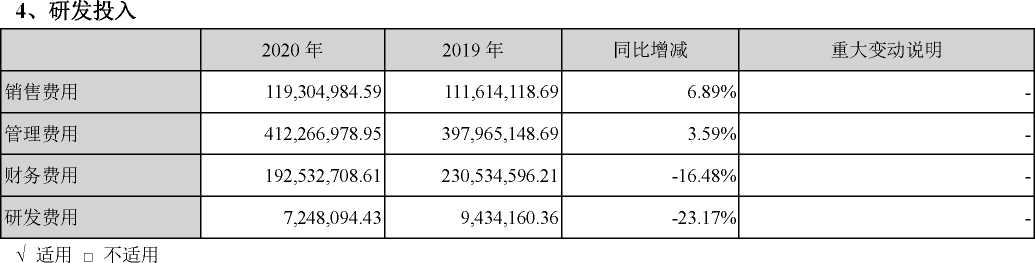 4、研发投入
2020 年 2019 年 同比增减 重大变动说明
销售费用 119,304,984.59 111,614,118.69 6.89% -
管理费用 412,266,978.95 397,965,148.69 3.59% -
财务费用 192,532,708.61 230,534,596.21 -16.48% -
研发费用 7,248,094.43 9,434,160.36 -23.17% -
√ 适用 □ 不适用